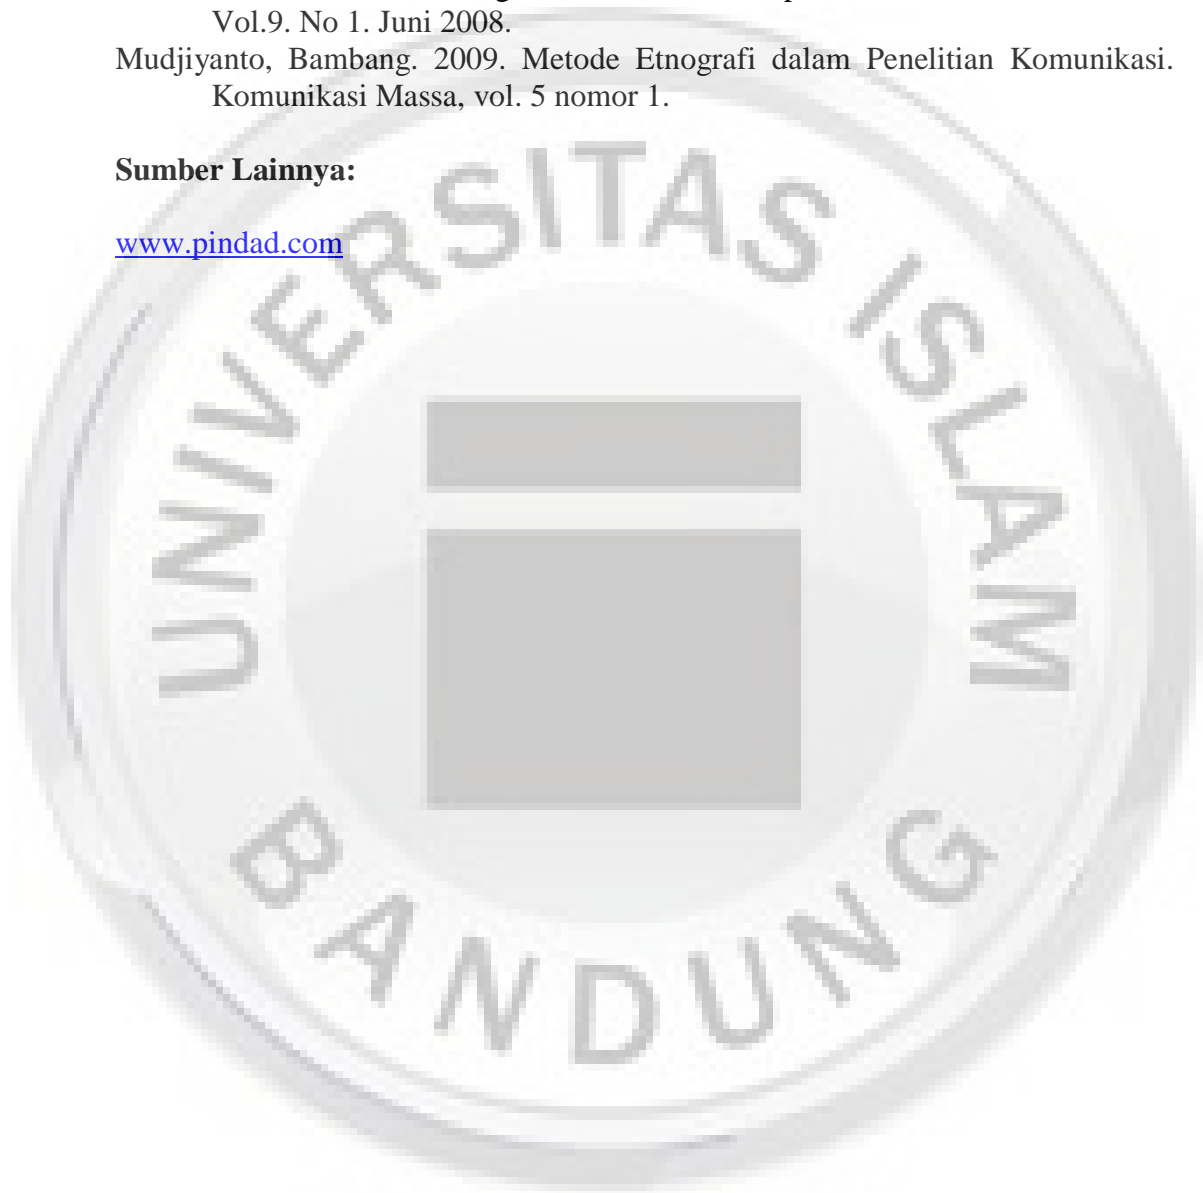 Vol.9. No 1. Juni 2008.
Mudjiyanto, Bambang. 2009. Metode Etnografi dalam Penelitian Komunikasi.
Komunikasi Massa, vol. 5 nomor 1.
Sumber Lainnya:
www.pindad.com
UNIVERSITAS ISLAM
BANDUNG